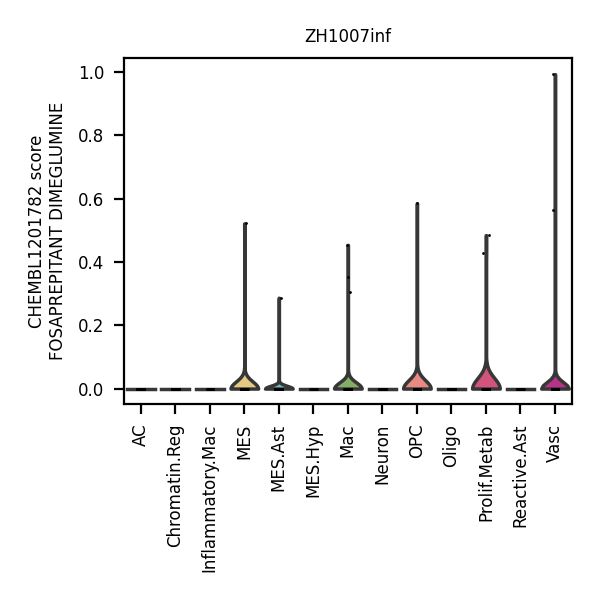 ZH1007inf
CHEMBL1201782 score
FOSAPREPITANT DIMEGLUMINE
1.0
0.8
0.6
0.4
0.2
0.0
AC
Chromatin.Reg
Inflammatory.Mac
MES
MES.Ast
MES.Hyp
Mac
Neuron
OPC
Oligo
Prolif.Metab
Reactive.Ast
Vasc